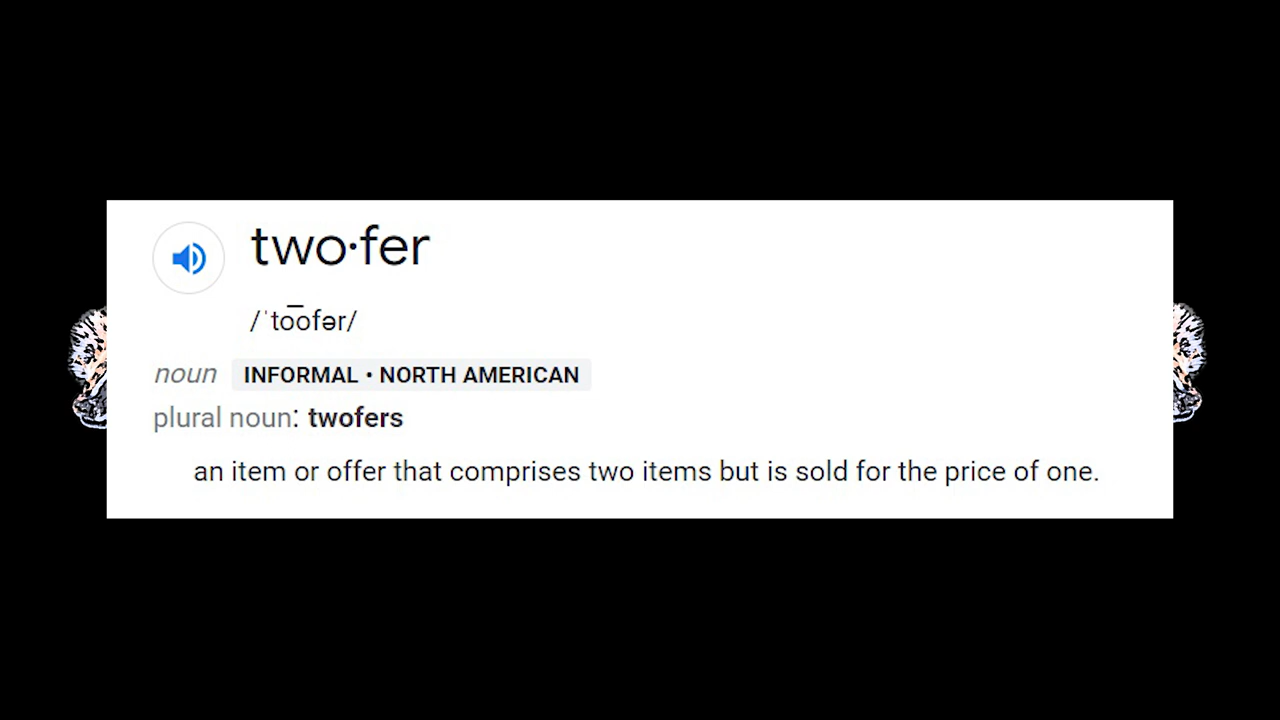 two·fer
/ˈto͞ofər/
noun INFORMAL • NORTH AMERICAN
plural noun: twofers
an item or offer that comprises two items but is sold for the price of one.